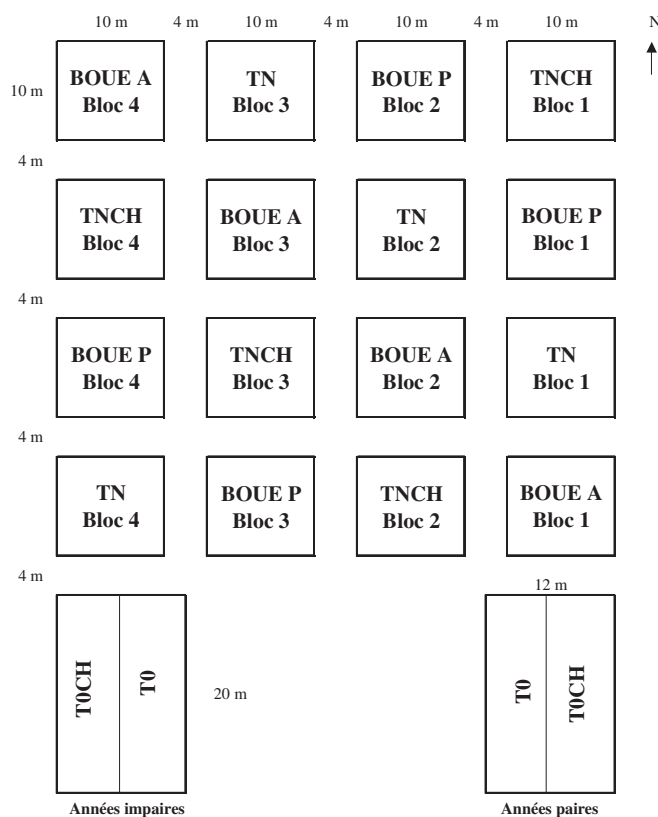 10 m 4 m 10 m 4 m 10 m 4 m 10 m N
10 m
BOUE A
Bloc 4
TN
Bloc 3
BOUE P
Bloc 2
TNCH
Bloc 1
4 m
TNCH
Bloc 4
BOUE A
Bloc 3
TN
Bloc 2
BOUE P
Bloc 1
4 m
BOUE P
Bloc 4
TNCH
Bloc 3
BOUE A
Bloc 2
TN
Bloc 1
4 m
TN
Bloc 4
BOUE P
Bloc 3
TNCH
Bloc 2
BOUE A
Bloc 1
4 m
12 m
T0CH
T0
20 m
T0
T0CH
Années impaires
Années paires